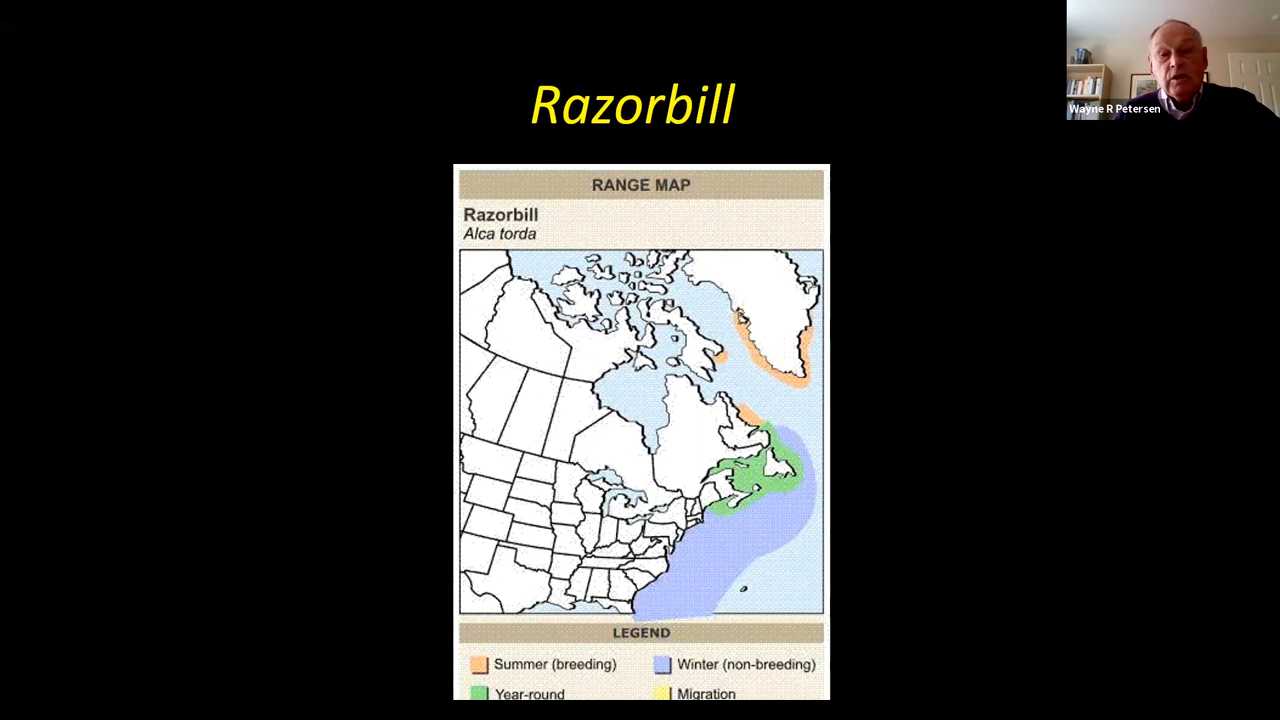 Razorbill
Wayne R Petersen
RANGE MAP
Razorbill
Alca torda
LEGEND
Summer (breeding)
Winter (non-breeding)
Year-round
Migration